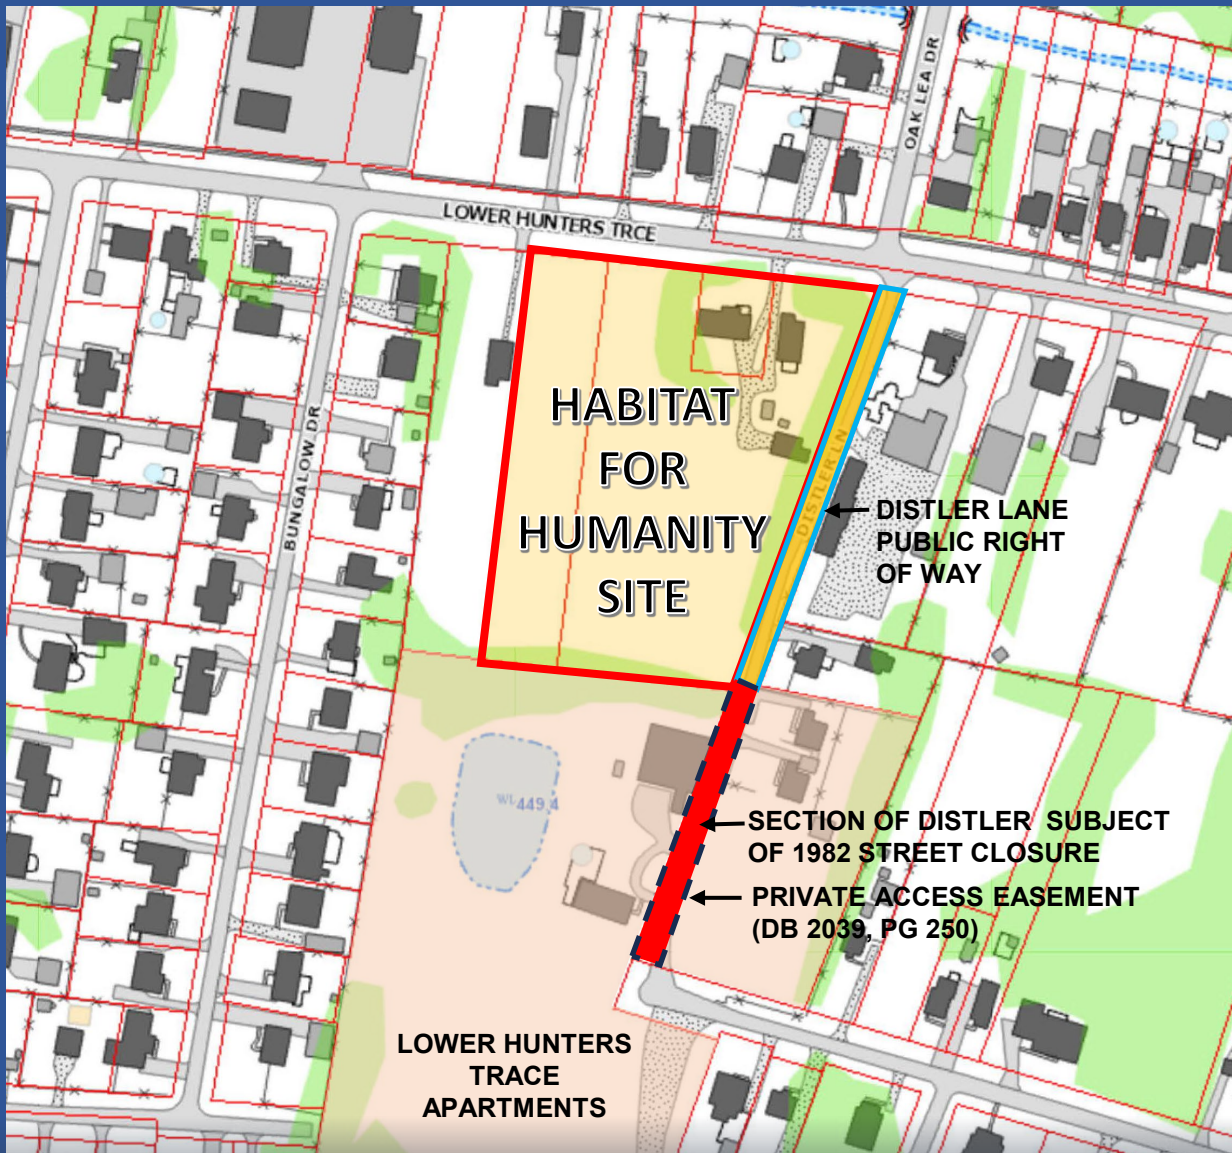 OAK LEA DR
LOWER HUNTERS TRCE
HABITAT
FOR
HUMANITY
SITE
DISTLER LN
BUNGALOW DR
DISTLER LANE
PUBLIC RIGHT
OF WAY
WL 449.4
SECTION OF DISTLER SUBJECT
OF 1982 STREET CLOSURE
PRIVATE ACCESS EASEMENT
(DB 2039, PG 250)
LOWER HUNTERS
TRACE
APARTMENTS